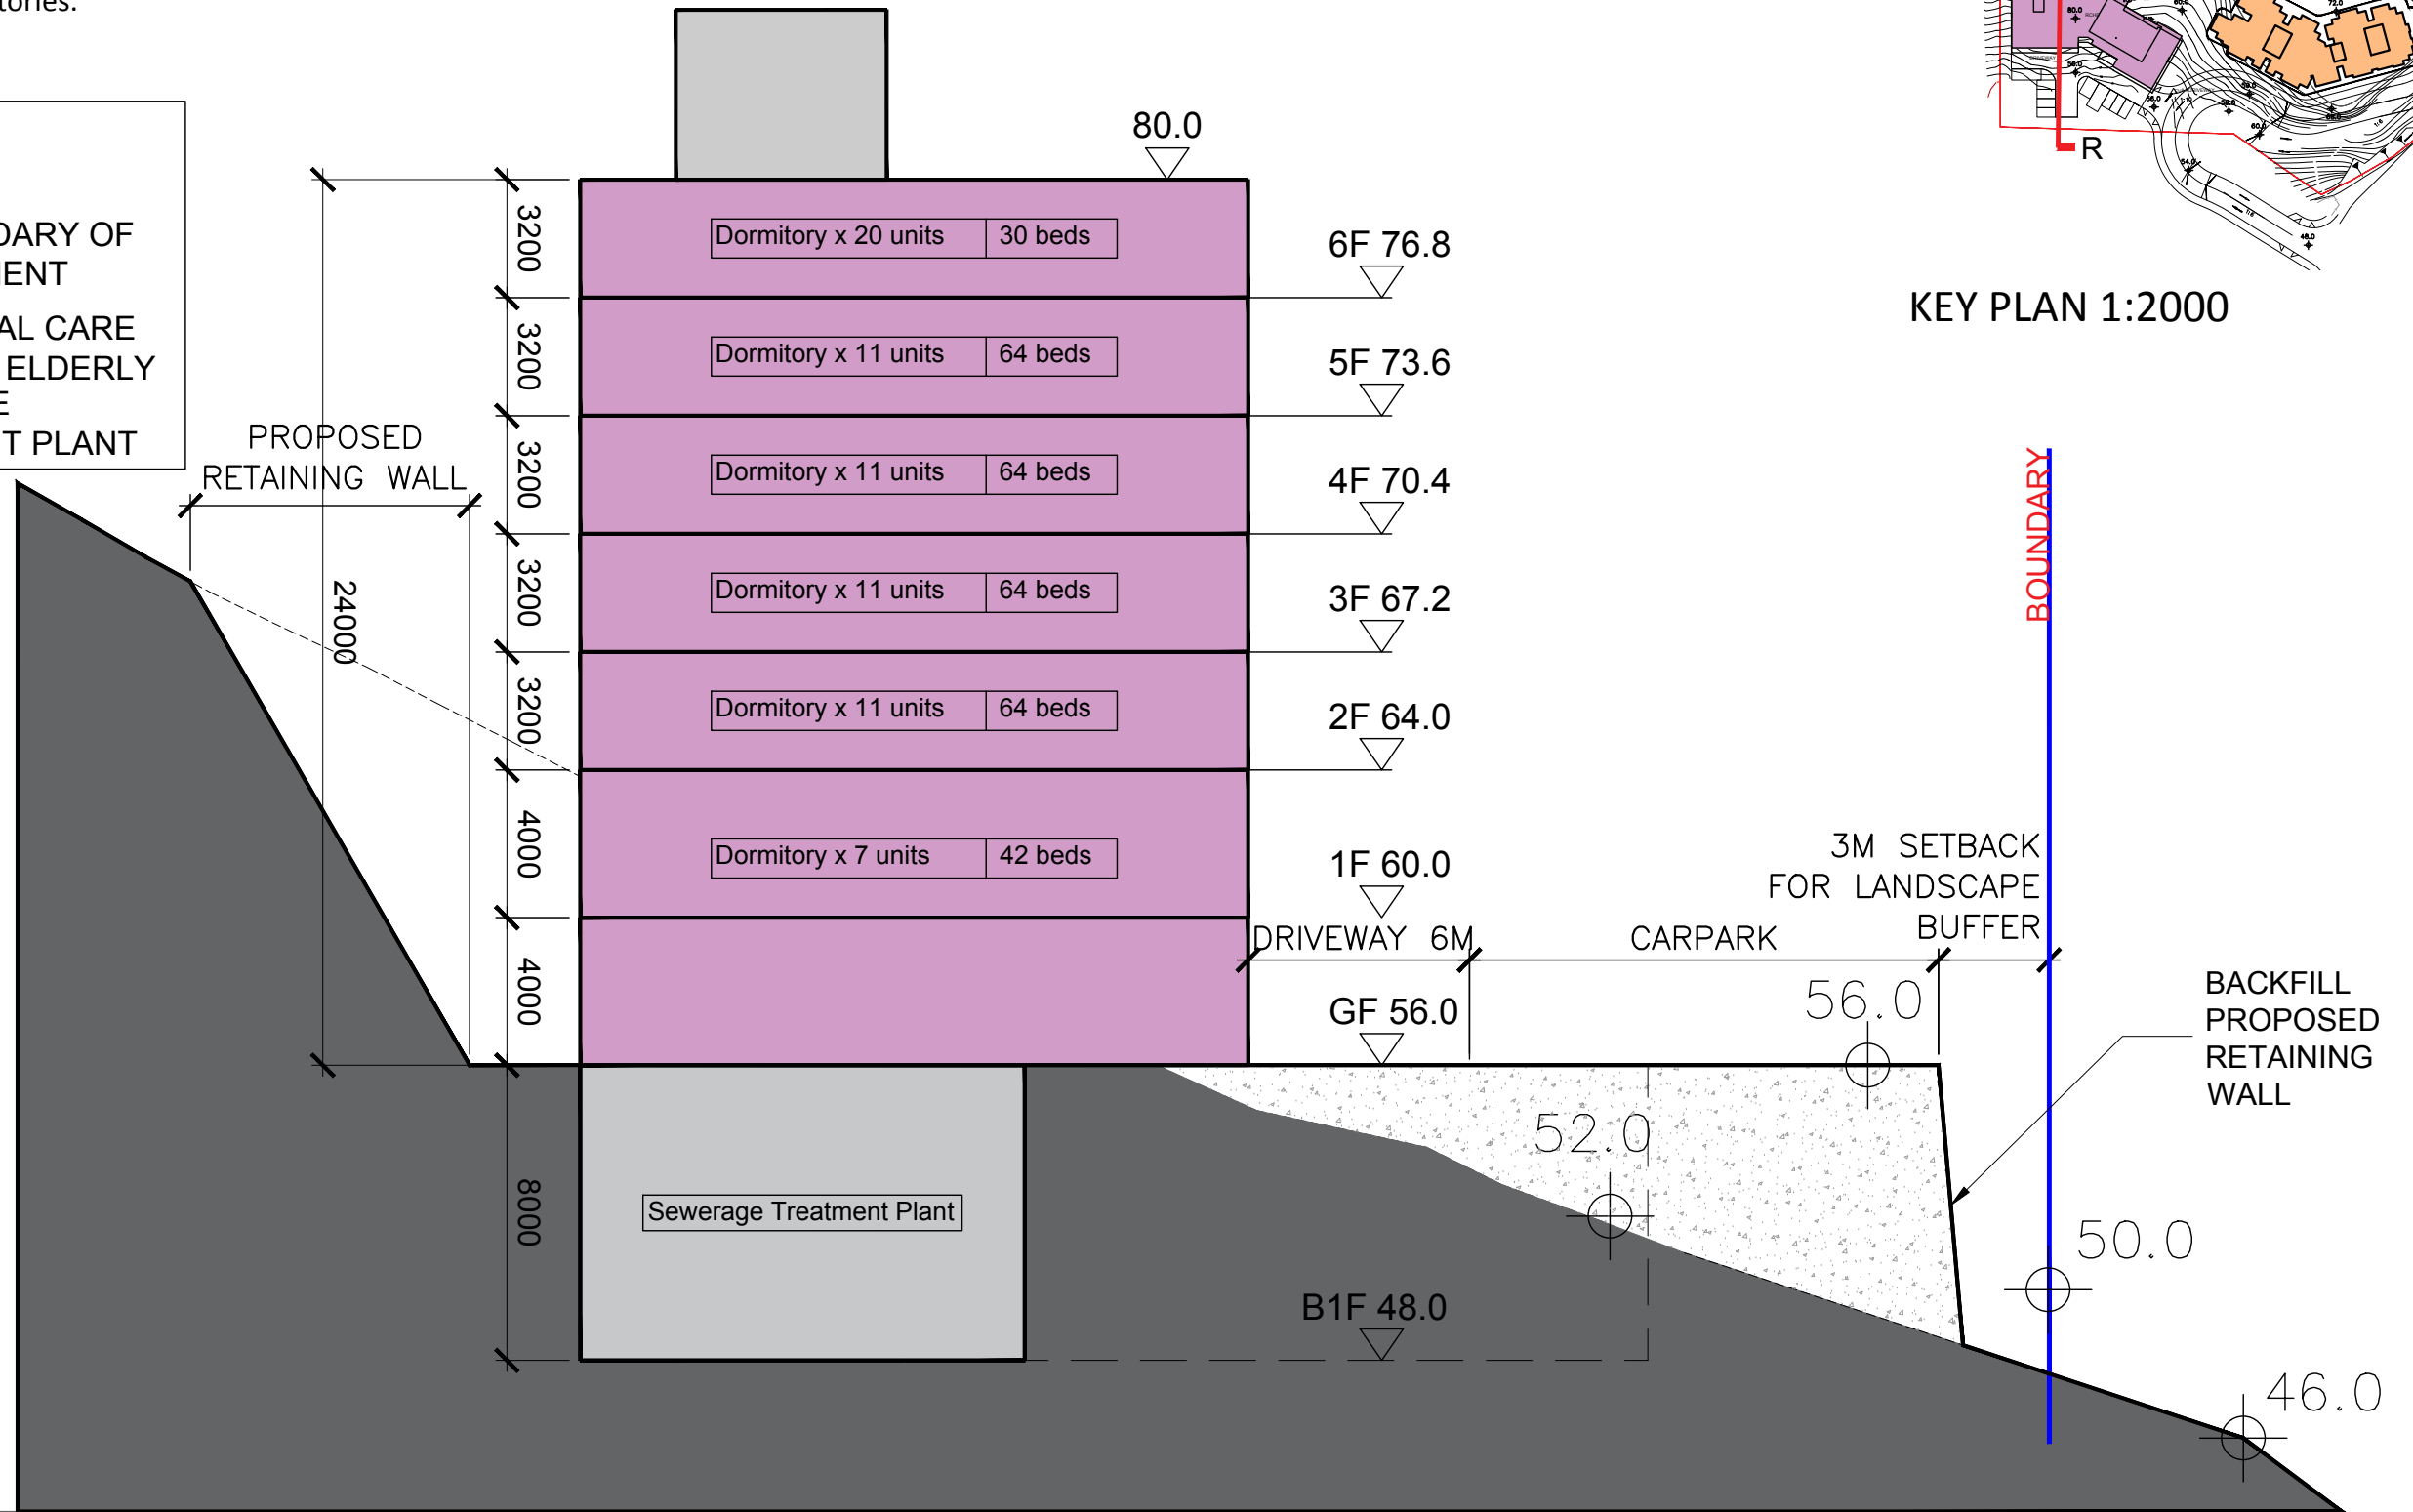 tories.
DARY OF
MENT
AL CARE
ELDERLY
E
T PLANT
PROPOSED
RETAINING WALL
24000
3200
3200
3200
3200
3200
4000
4000
8000
80.0
Dormitory x 20 units 30 beds
Dormitory x 11 units 64 beds
Dormitory x 11 units 64 beds
Dormitory x 11 units 64 beds
Dormitory x 11 units 64 beds
Dormitory x 7 units 42 beds
Sewerage Treatment Plant
6F 76.8
5F 73.6
4F 70.4
3F 67.2
2F 64.0
1F 60.0
GF 56.0
B1F 48.0
DRIVEWAY 6M
CARPARK
3M SETBACK
FOR LANDSCAPE
BUFFER
BOUNDARY
56.0
52.0
50.0
46.0
BACKFILL
PROPOSED
RETAINING
WALL
R
KEY PLAN 1:2000